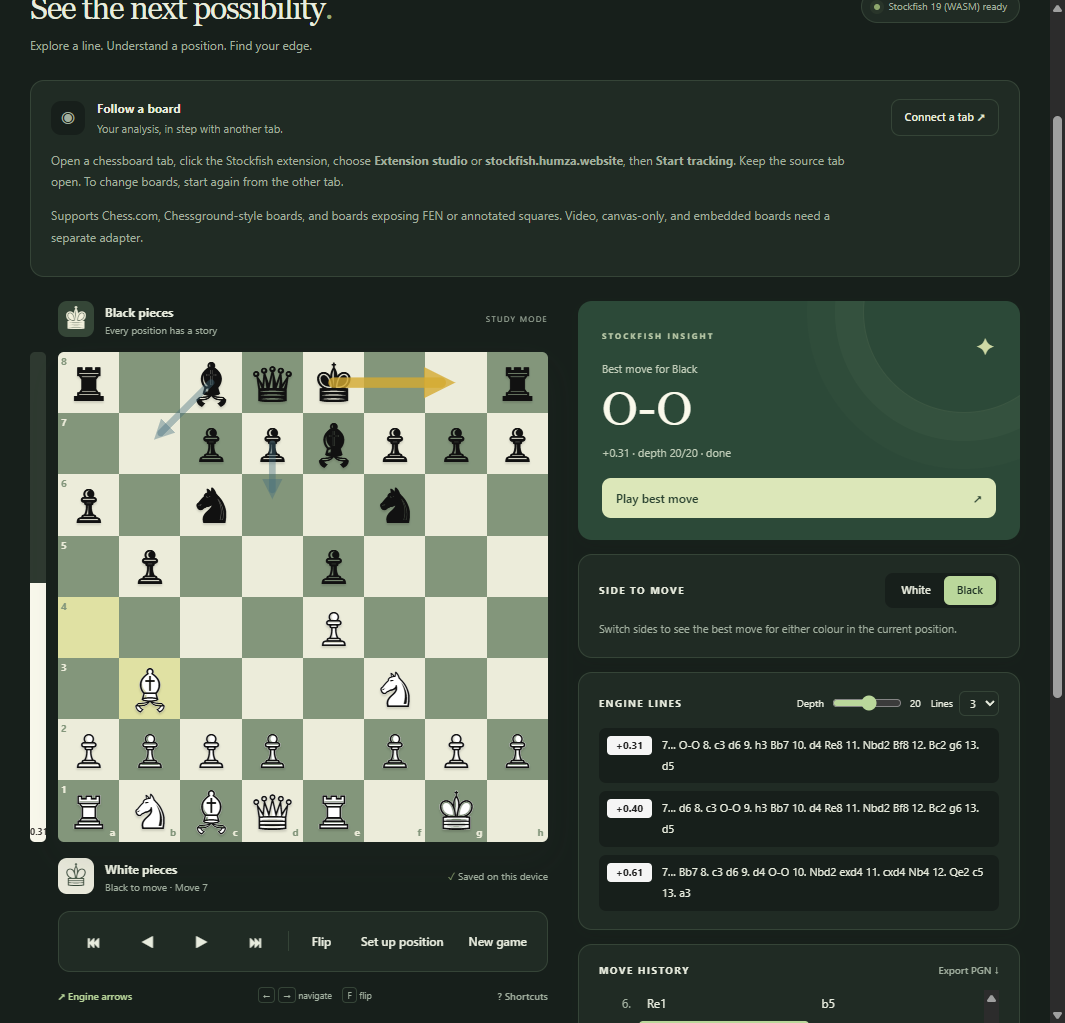 See the next possibility.
Stockfish 19 (WASM) ready
Explore a line. Understand a position. Find your edge.
Follow a board
Your analysis, in step with another tab.
Connect a tab ↗
Open a chessboard tab, click the Stockfish extension, choose Extension studio or stockfish.humza.website, then Start tracking. Keep the source tab
open. To change boards, start again from the other tab.
Supports Chess.com, Chessground-style boards, and boards exposing FEN or annotated squares. Video, canvas-only, and embedded boards need a
separate adapter.
Black pieces
Every position has a story
STUDY MODE
8
7
6
5
4
3
2
1
a
b
c
d
e
f
g
h
0.31
White pieces
Black to move · Move 7
✓ Saved on this device
Flip
Set up position
New game
↗ Engine arrows
← → navigate F flip
? Shortcuts
STOCKFISH INSIGHT
Best move for Black
O-O
+0.31 · depth 20/20 · done
Play best move ↗
SIDE TO MOVE
White
Black
Switch sides to see the best move for either colour in the current position.
ENGINE LINES
Depth 20 Lines 3
+0.31 7... O-O 8. c3 d6 9. h3 Bb7 10. d4 Re8 11. Nbd2 Bf8 12. Bc2 g6 13.
d5
+0.40 7... d6 8. c3 O-O 9. h3 Bb7 10. d4 Re8 11. Nbd2 Bf8 12. Bc2 g6 13.
d5
+0.61 7... Bb7 8. c3 d6 9. d4 O-O 10. Nbd2 exd4 11. cxd4 Nb4 12. Qe2 c5
13. a3
MOVE HISTORY
Export PGN ↓
6. Re1 b5